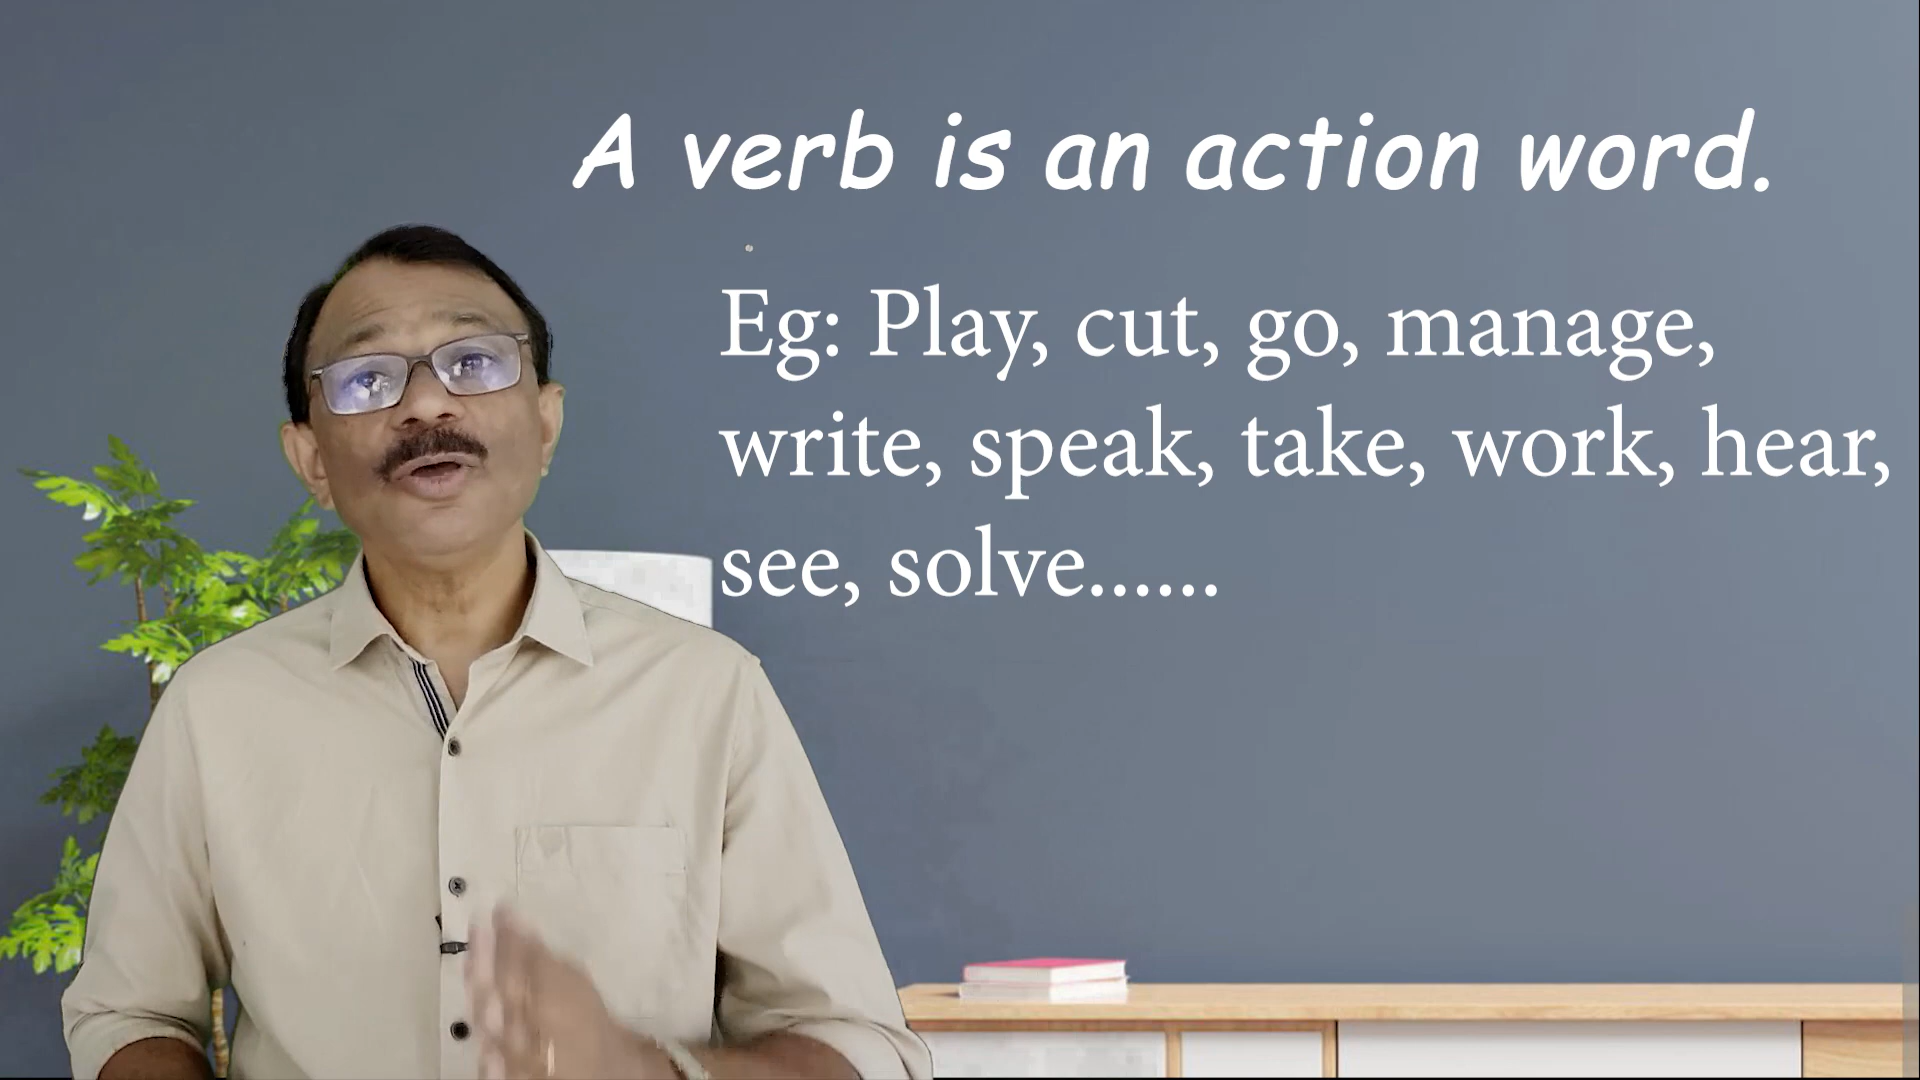 A verb is an action word.
Eg: Play, cut, go, manage,
write, speak, take, work, hear,
see, solve......